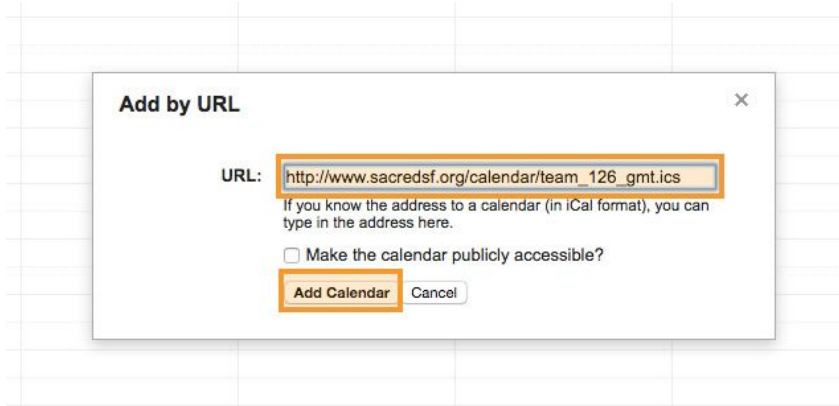 Add by URL
×
URL: http://www.sacredsf.org/calendar/team_126_gmt.ics
If you know the address to a calendar (in iCal format), you can
type in the address here.
Make the calendar publicly accessible?
Add Calendar Cancel